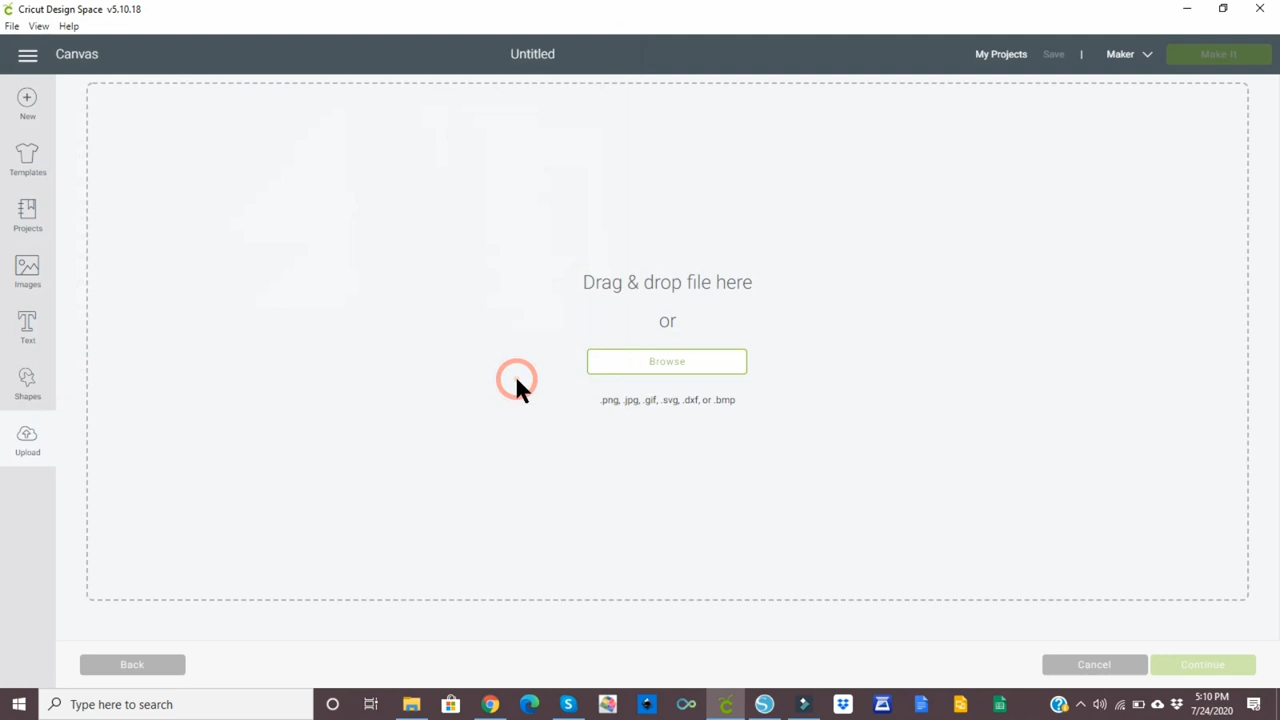 Cricut Design Space v5.10.18
File View Help
Canvas
Untitled
My Projects Save | Maker Make It
New
Templates
Projects
Images
Text
Shapes
Upload
Drag & drop file here
or
Browse
.png, .jpg, .gif, .svg, .dxf, or .bmp
Back
Cancel Continue
Type here to search
5:10 PM
7/24/2020